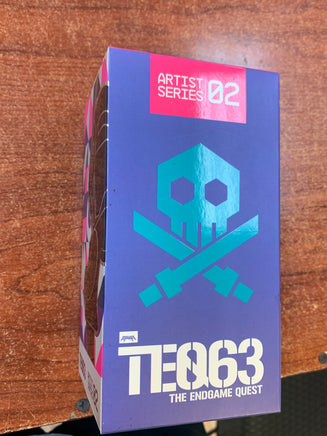 ARTIST
SERIES 02
TEQ63
THE ENDGAME QUEST